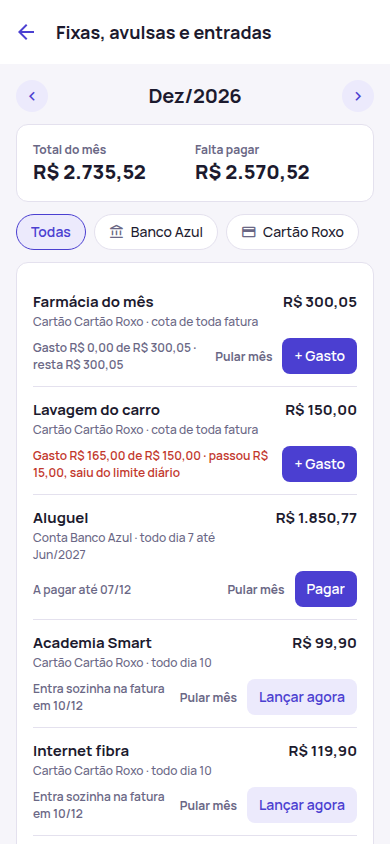 Fixas, avulsas e entradas
Dez/2026
Total do mês
R$ 2.735,52
Falta pagar
R$ 2.570,52
Todas
Banco Azul
Cartão Roxo
Farmácia do mês
R$ 300,05
Cartão Cartão Roxo · cota de toda fatura
Gasto R$ 0,00 de R$ 300,05 ·
resta R$ 300,05
Pular mês
+ Gasto
Lavagem do carro
R$ 150,00
Cartão Cartão Roxo · cota de toda fatura
Gasto R$ 165,00 de R$ 150,00 · passou R$
15,00, saiu do limite diário
+ Gasto
Aluguel
R$ 1.850,77
Conta Banco Azul · todo dia 7 até
Jun/2027
A pagar até 07/12
Pular mês
Pagar
Academia Smart
R$ 99,90
Cartão Cartão Roxo · todo dia 10
Entra sozinha na fatura
em 10/12
Pular mês
Lançar agora
Internet fibra
R$ 119,90
Cartão Cartão Roxo · todo dia 10
Entra sozinha na fatura
em 10/12
Pular mês
Lançar agora